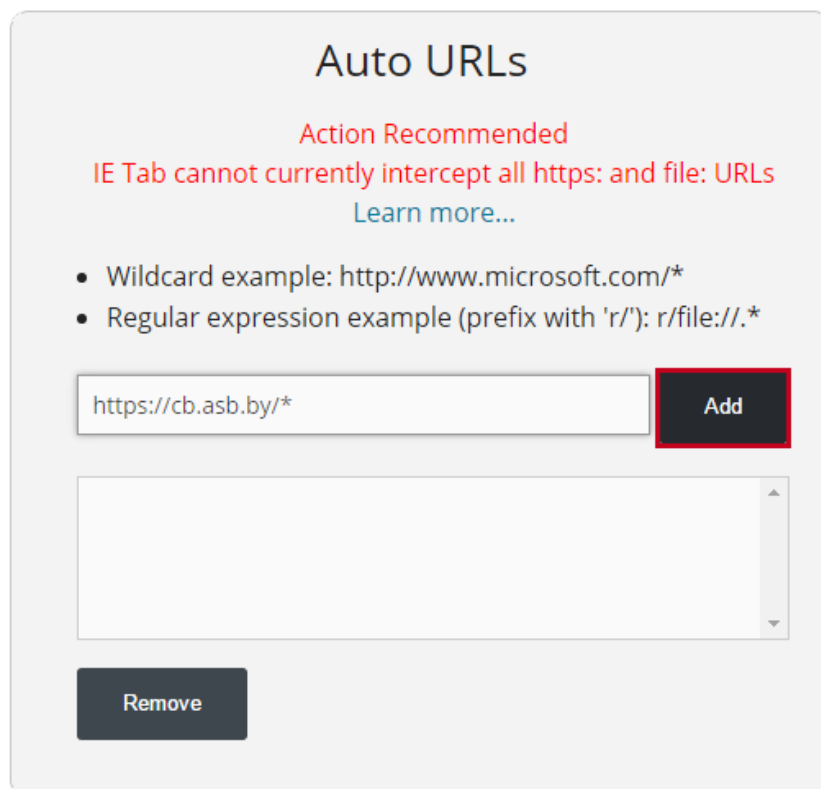 Auto URLs
Action Recommended
IE Tab cannot currently intercept all https: and file: URLs
Learn more...
• Wildcard example: http://www.microsoft.com/*
• Regular expression example (prefix with 'r/'): r/file://.*
https://cb.asb.by/*
Add
Remove